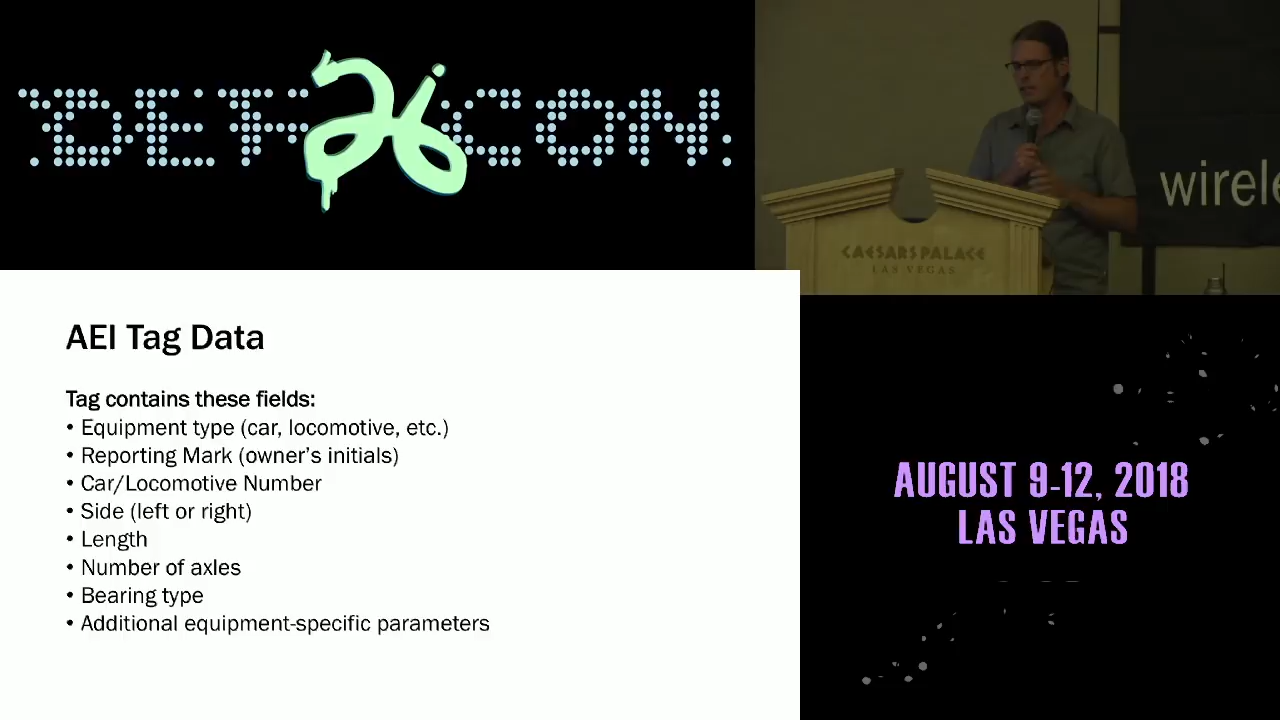 DEF 26 CON
CAESARS PALACE
LAS VEGAS
wirele
AEI Tag Data
Tag contains these fields:
• Equipment type (car, locomotive, etc.)
• Reporting Mark (owner's initials)
• Car/Locomotive Number
• Side (left or right)
• Length
• Number of axles
• Bearing type
• Additional equipment-specific parameters
AUGUST 9-12, 2018
LAS VEGAS